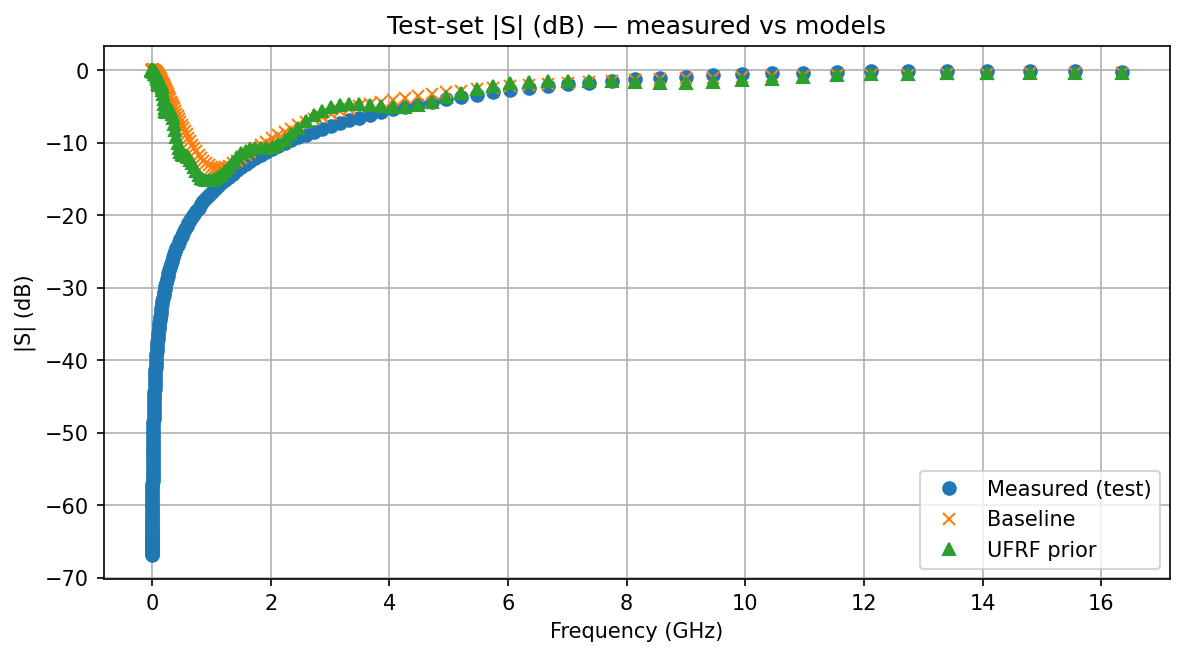 Test-set |S| (dB) — measured vs models
0
−10
−20
−30
−40
−50
−60
−70
|S| (dB)
0 2 4 6 8 10 12 14 16
Frequency (GHz)
Measured (test)
Baseline
UFRF prior